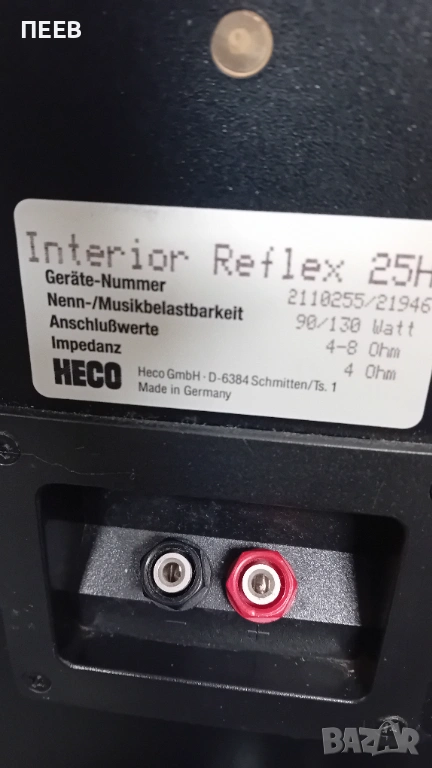 ПЕЕВ
Interior Reflex 25H
Geräte-Nummer 2110255/21946
Nenn-/Musikbelastbarkeit 90/130 Watt
Anschlußwerte 4-8 Ohm
Impedanz 4 Ohm
HECO
Heco GmbH · D-6384 Schmitten/Ts. 1
Made in Germany
- +
BAZAR